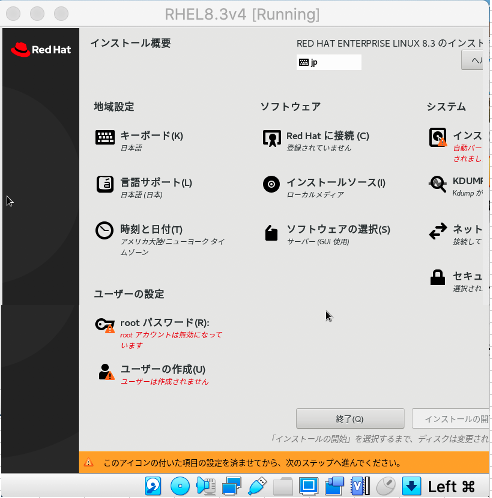 RHEL8.3v4 [Running]
Red Hat
インストール概要
RED HAT ENTERPRISE LINUX 8.3 のインスト
jp
ヘル
地域設定
ソフトウェア
システム
キーボード(K)
日本語
Red Hat に接続 (C)
登録されていません
インス
自動パー
されまし
言語サポート(L)
日本語 (日本)
インストールソース(I)
ローカルメディア
KDUMP
Kdump が
時刻と日付(T)
アメリカ大陸/ニューヨーク タイ
ムゾーン
ソフトウェアの選択(S)
サーバー (GUI 使用)
ネット
接続して
セキュ
選択され
ユーザーの設定
root パスワード(R):
root アカウントは無効になって
います
ユーザーの作成(U)
ユーザーは作成されません
終了(Q)
インストールの開
「インストールの開始」を選択するまで、ディスクは変更され
このアイコンの付いた項目の設定を済ませてから、次のステップへ進んでください。
Left ⌘